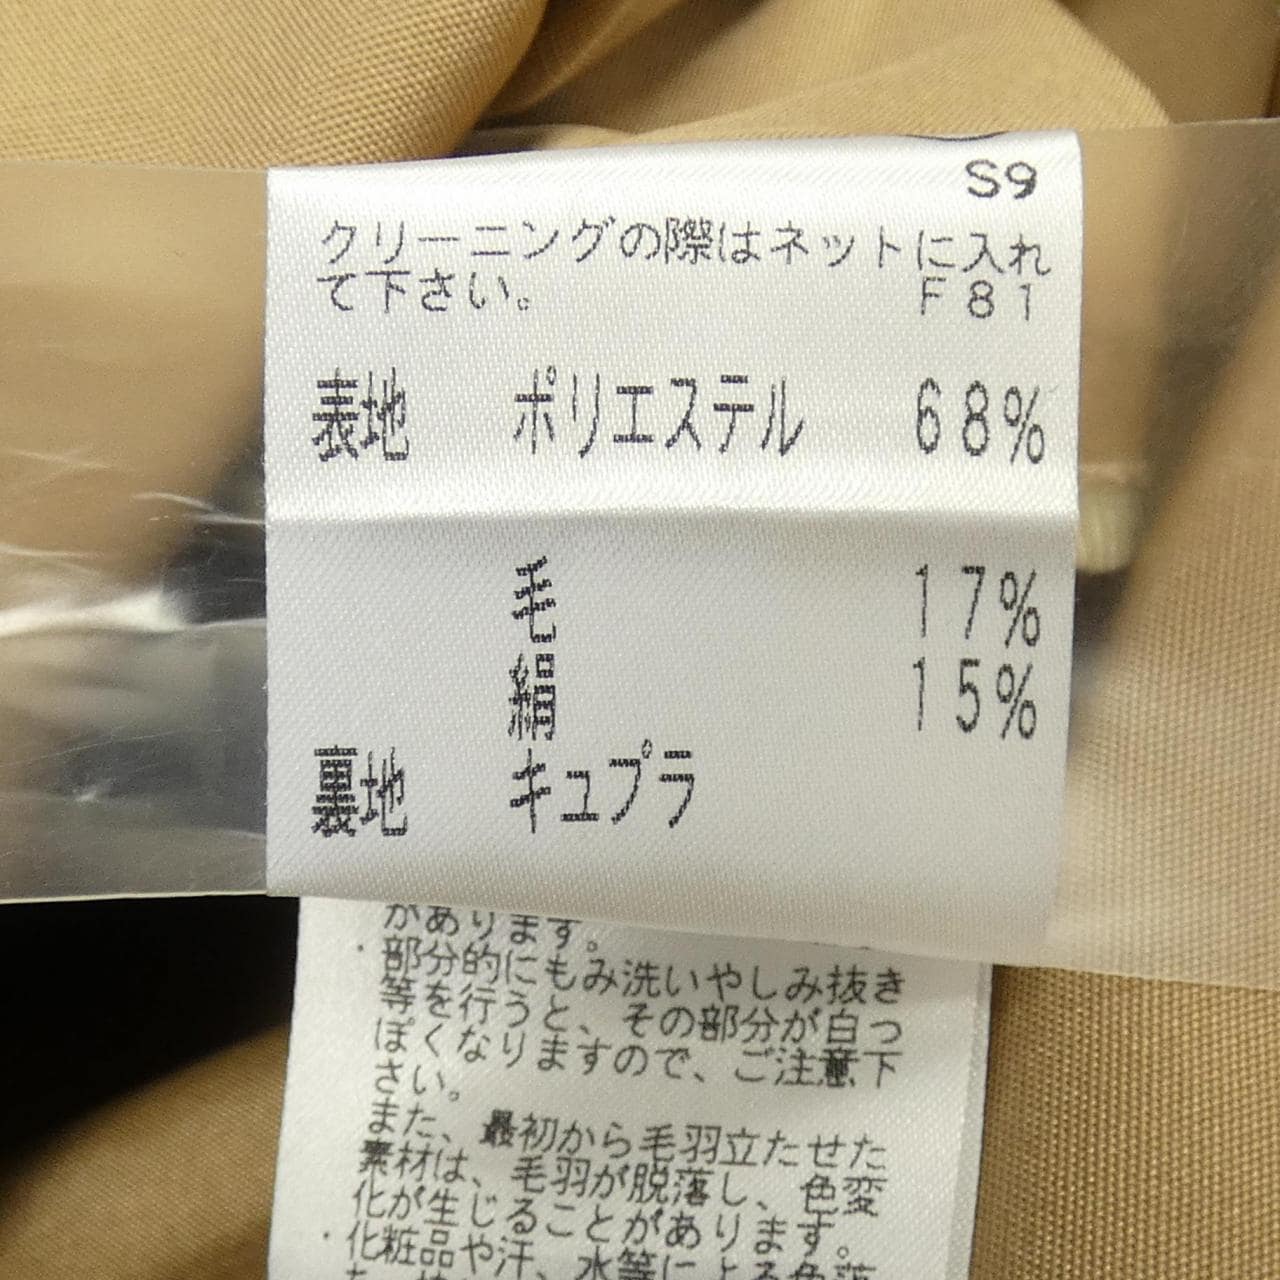 S9
クリーニングの際はネットに入れ
て下さい。 F81
表地 ポリエステル 68%
毛 17%
絹 15%
裏地 キュプラ
があります。
・部分的にもみ洗いやしみ抜き
等を行うと、その部分が白っ
ぽくなりますので、ご注意下
さい。
また、最初から毛羽立たせた
素材は、毛羽が脱落し、色変
化が生じることがあります。
・化粧品や汗、水等による色落